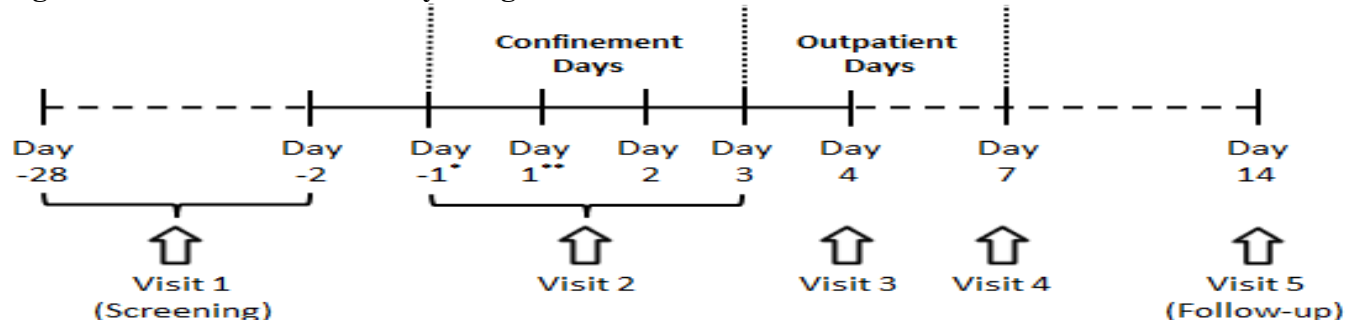 Confinement Days
Outpatient Days
Day -28
Day -2
Day -1*
Day 1**
Day 2
Day 3
Day 4
Day 7
Day 14
Visit 1 (Screening)
Visit 2
Visit 3
Visit 4
Visit 5 (Follow-up)